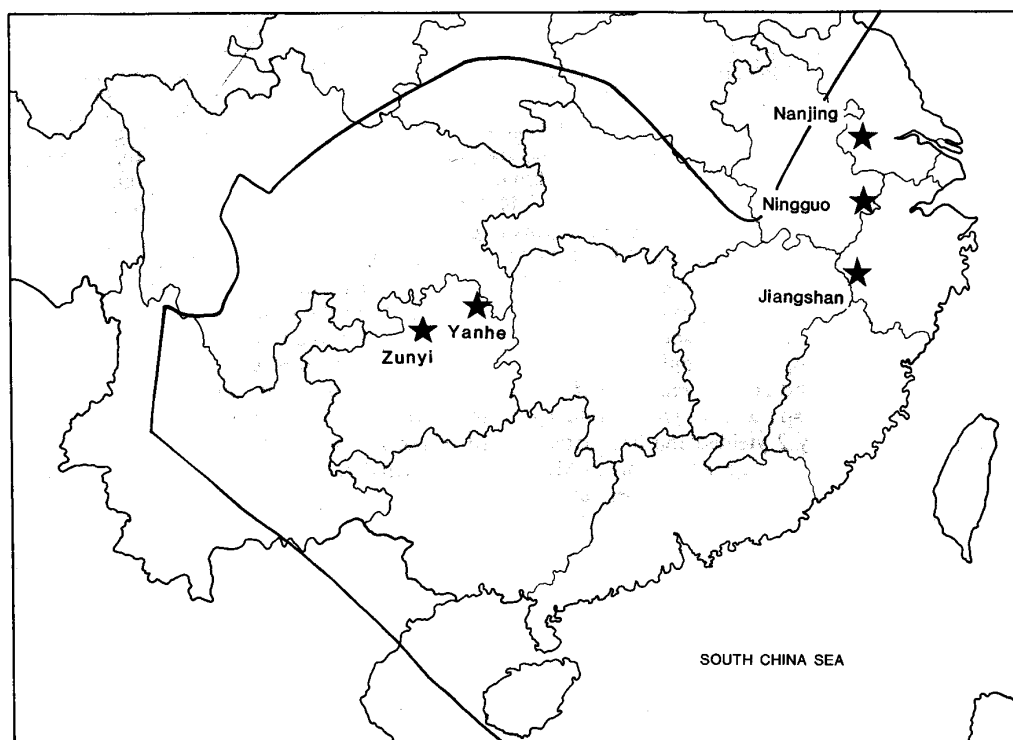 Nanjing
Ningguo
Jiangshan
Yanhe
Zunyi
SOUTH CHINA SEA